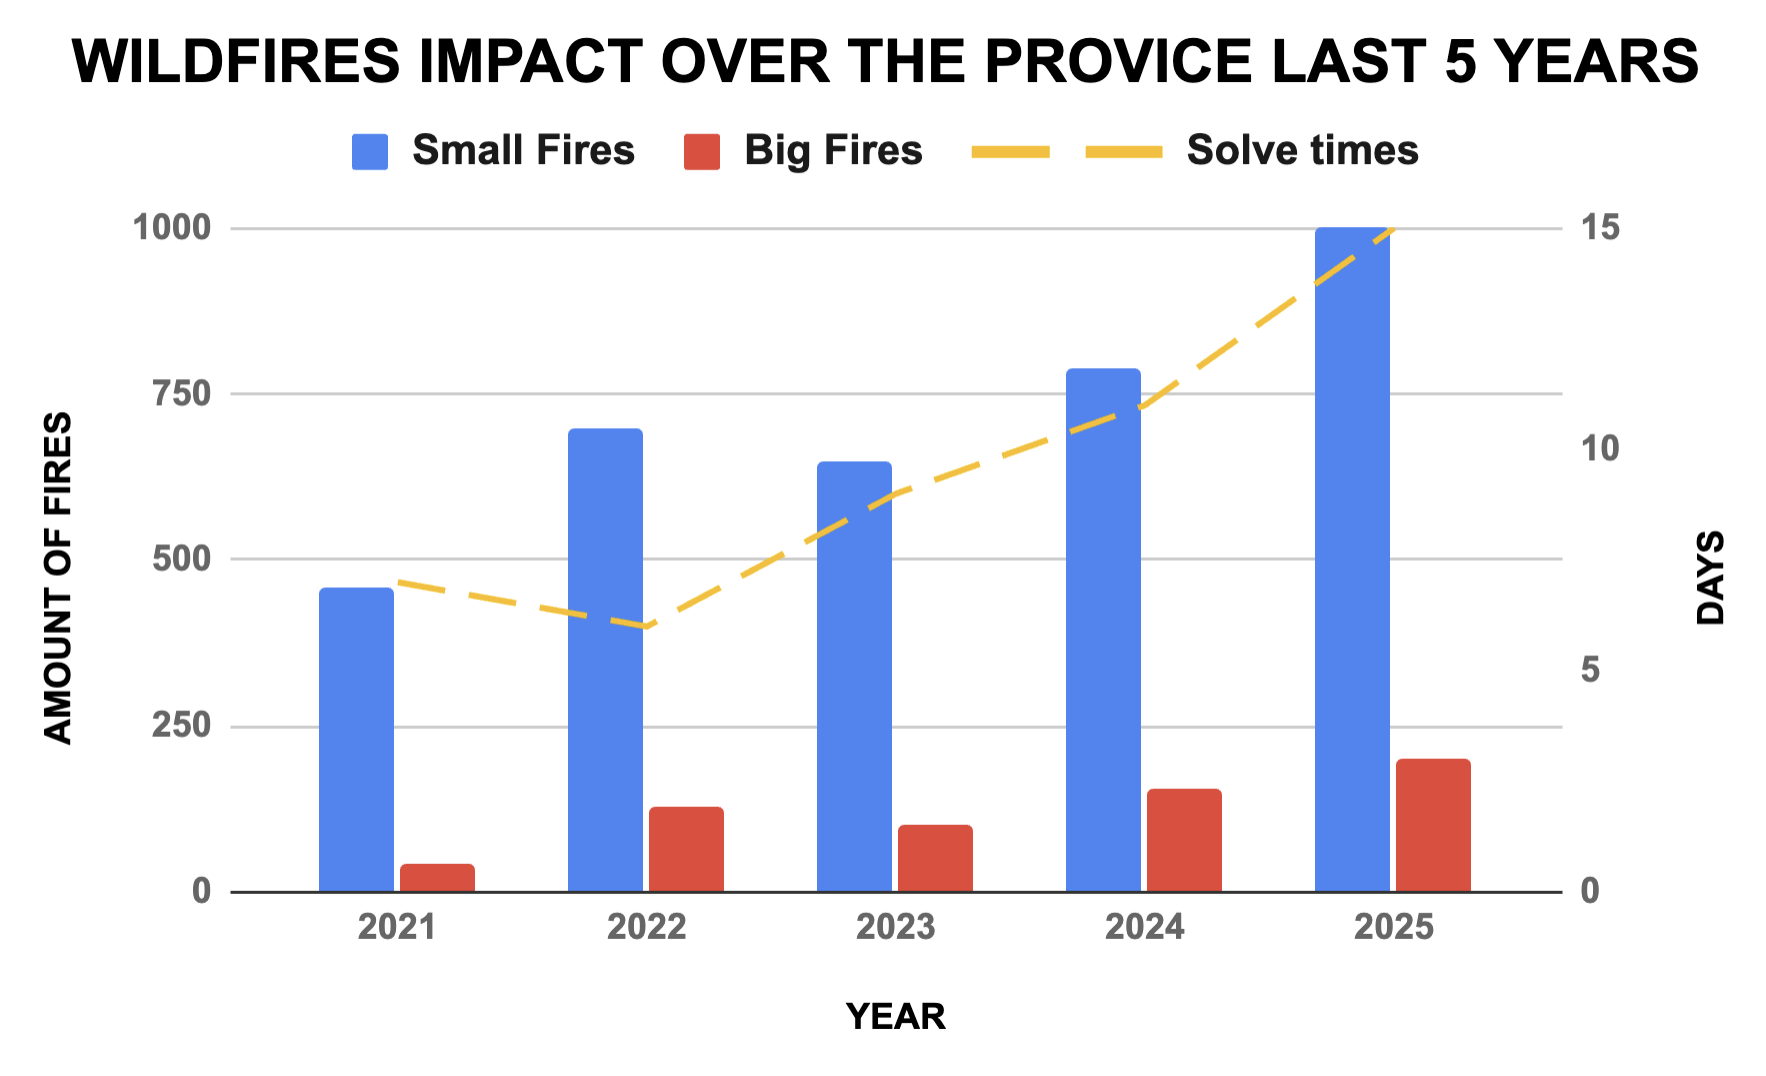 WILDFIRES IMPACT OVER THE PROVICE LAST 5 YEARS
Small Fires Big Fires Solve times
1000
750
500
250
0
AMOUNT OF FIRES
15
10
5
0
DAYS
2021 2022 2023 2024 2025
YEAR